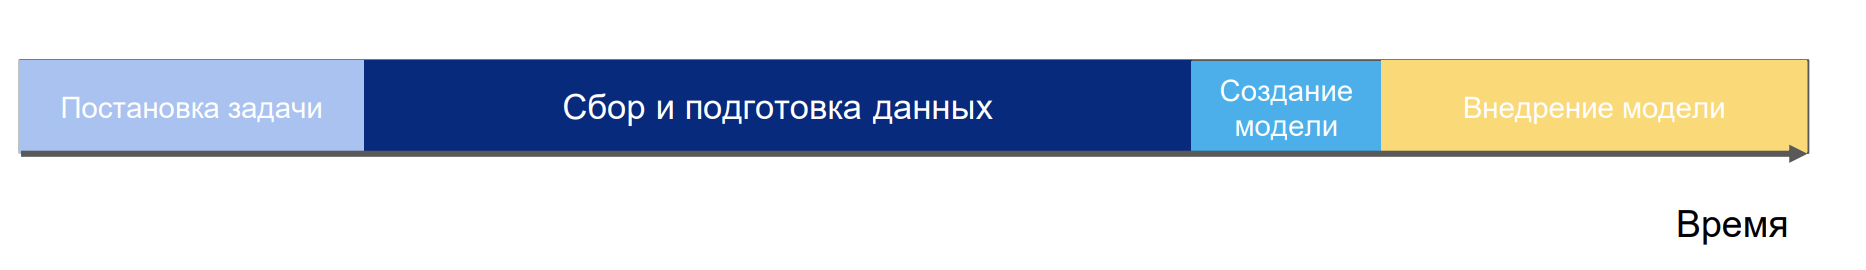 Постановка задачи
Сбор и подготовка данных
Создание
модели
Внедрение модели
Время